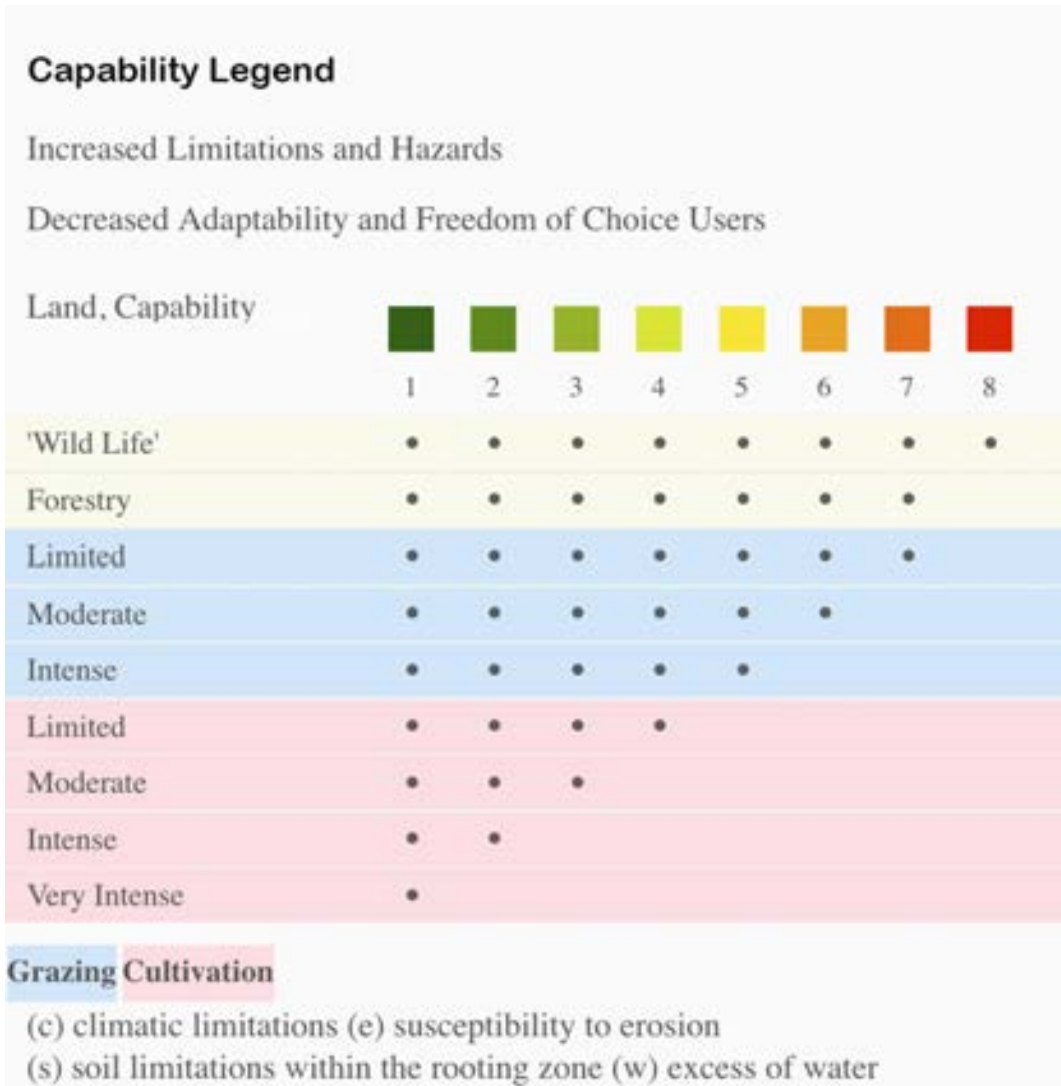 Capability Legend
Increased Limitations and Hazards
Decreased Adaptability and Freedom of Choice Users
Land, Capability
1 2 3 4 5 6 7 8
'Wild Life' • • • • • • • •
Forestry • • • • • • •
Limited • • • • • • •
Moderate • • • • • •
Intense • • • • •
Limited • • • •
Moderate • • •
Intense • •
Very Intense •
Grazing Cultivation
(c) climatic limitations (e) susceptibility to erosion
(s) soil limitations within the rooting zone (w) excess of water